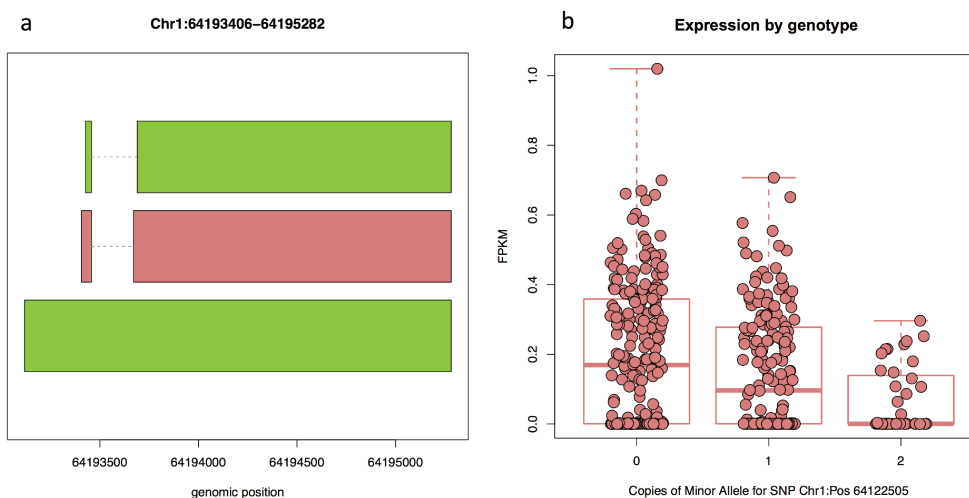 a
Chr1:64193406−64195282
64193500
64194000
64194500
64195000
genomic position
b
Expression by genotype
FPKM
1.0
0.8
0.6
0.4
0.2
0.0
0
1
2
Copies of Minor Allele for SNP Chr1:Pos 64122505